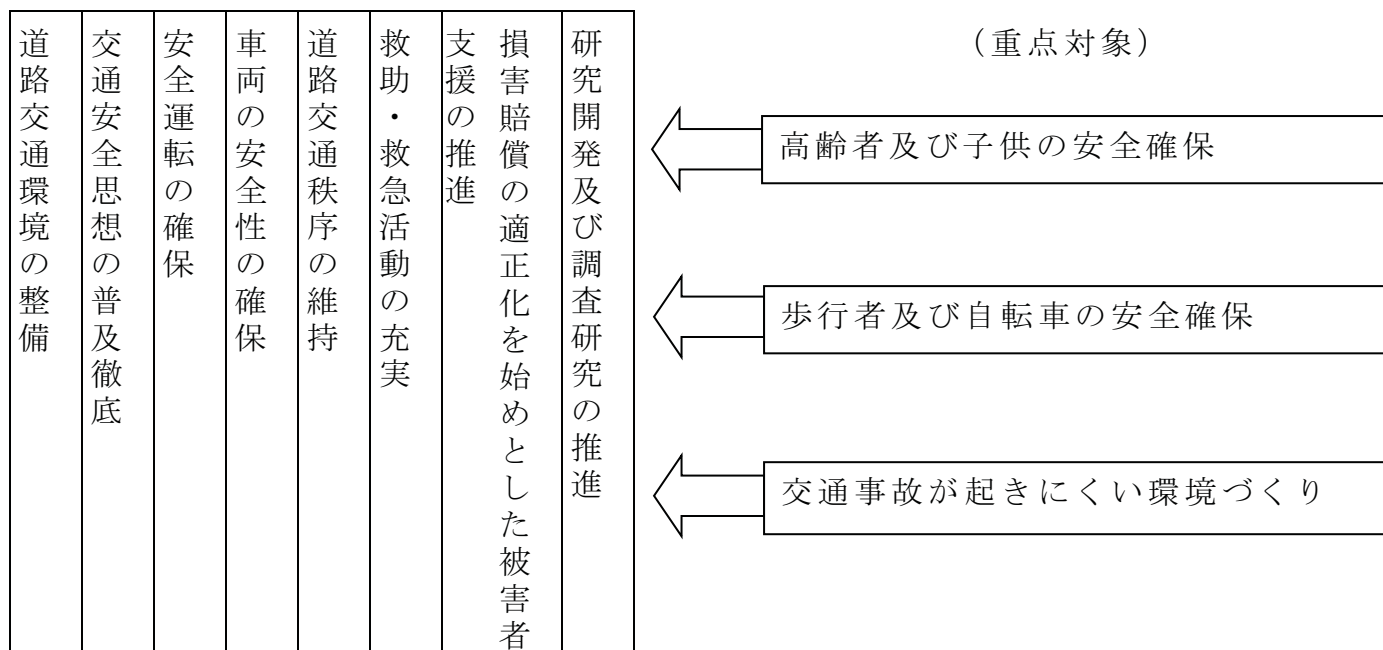 道路交通環境の整備
交通安全思想の普及徹底
安全運転の確保
車両の安全性の確保
道路交通秩序の維持
救助・救急活動の充実
損害賠償の適正化を始めとした被害者
支援の推進
研究開発及び調査研究の推進
(重点対象)
高齢者及び子供の安全確保
歩行者及び自転車の安全確保
交通事故が起きにくい環境づくり